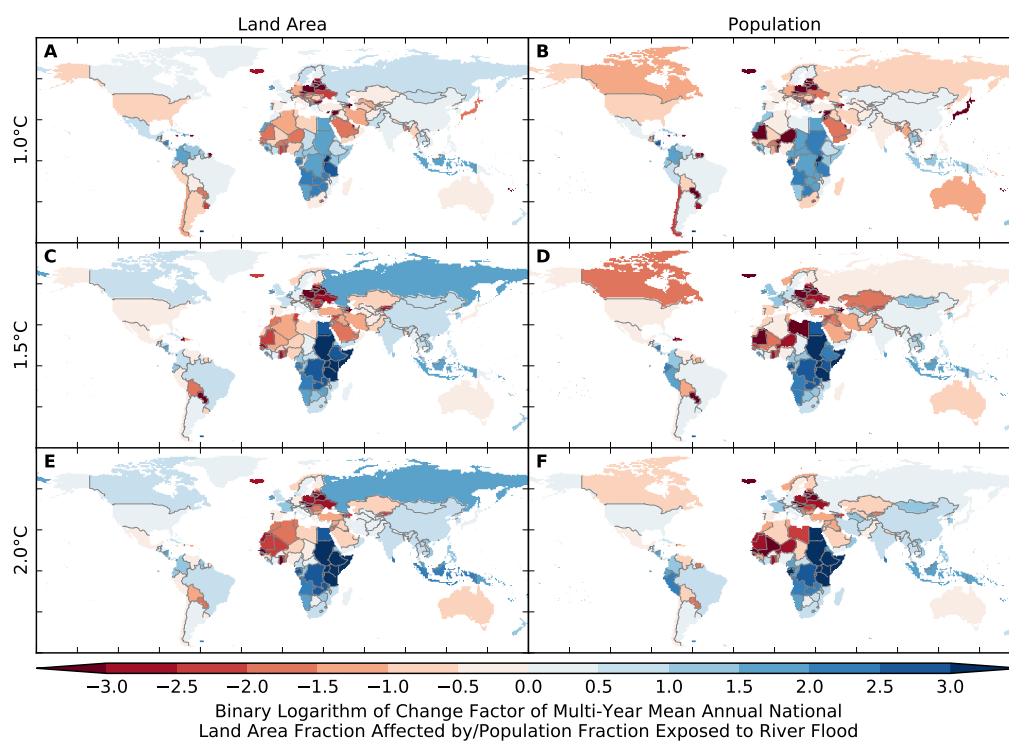 Land Area
Population
A
B
1.0°C
C
D
1.5°C
E
F
2.0°C
−3.0 −2.5 −2.0 −1.5 −1.0 −0.5 0.0 0.5 1.0 1.5 2.0 2.5 3.0
Binary Logarithm of Change Factor of Multi-Year Mean Annual National
Land Area Fraction Affected by/Population Fraction Exposed to River Flood